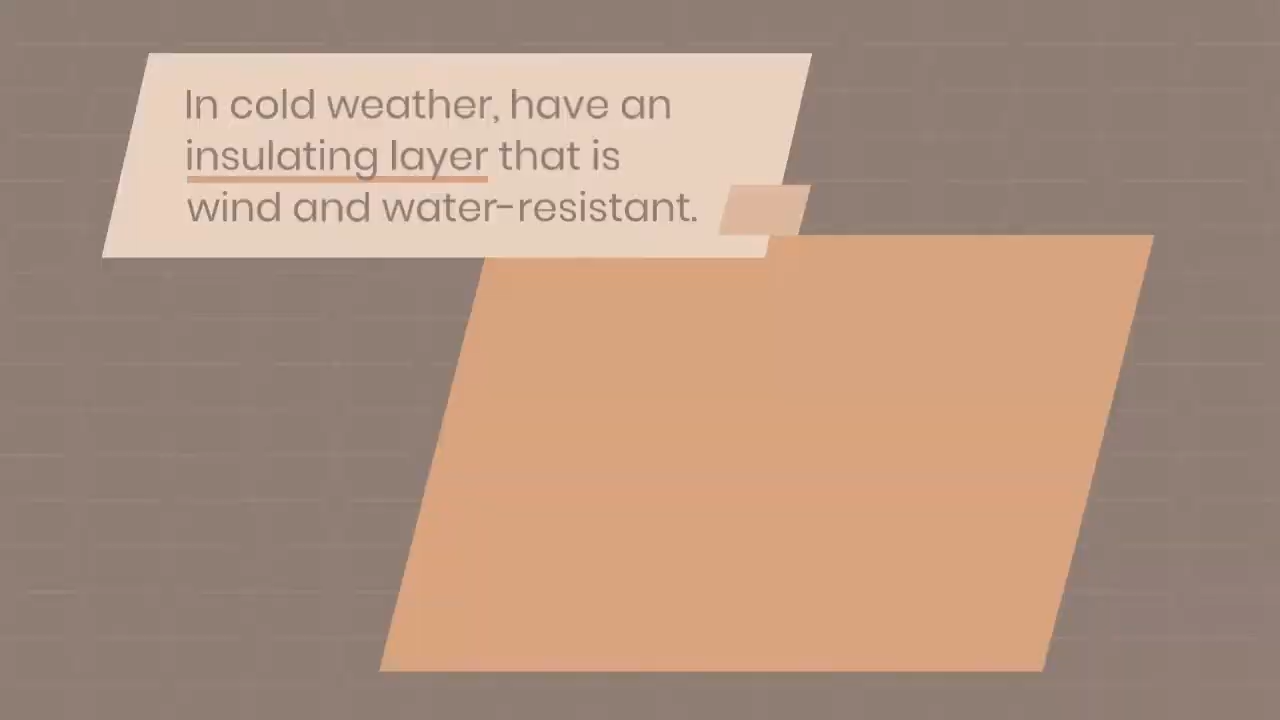 In cold weather, have an
insulating layer that is
wind and water-resistant.